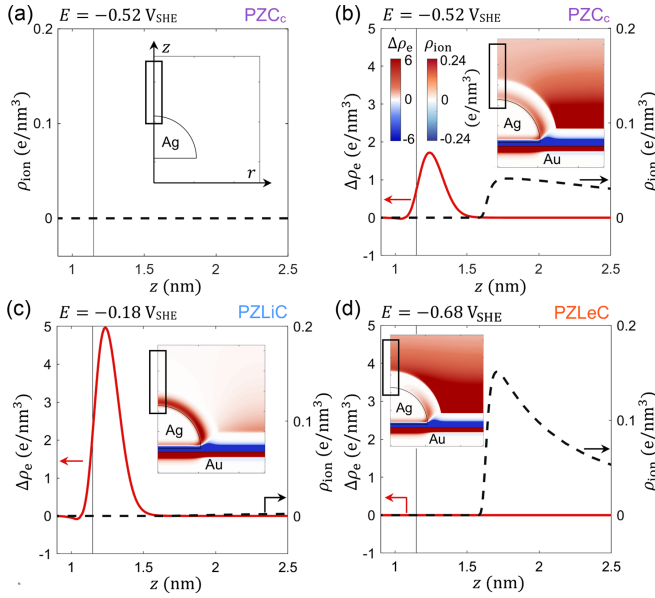 (a) E = −0.52 V_SHE PZC_c
0.2
0.1
0
ρ_ion (e/nm³)
z
Ag
r
1 1.5 2 2.5
z (nm)
(b) E = −0.52 V_SHE PZC_c
5
4
3
2
1
0
-1
Δρ_e (e/nm³)
Δρ_e ρ_ion
6 0.24
-6 -0.24
(e/nm³)
Ag
Au
0.2
0.1
0
ρ_ion (e/nm³)
1 1.5 2 2.5
z (nm)
(c) E = −0.18 V_SHE PZLiC
5
4
3
2
1
0
-1
Δρ_e (e/nm³)
Ag
Au
0.2
0.1
0
ρ_ion (e/nm³)
1 1.5 2 2.5
z (nm)
(d) E = −0.68 V_SHE PZLeC
5
4
3
2
1
0
-1
Δρ_e (e/nm³)
Ag
Au
0.2
0.1
0
ρ_ion (e/nm³)
1 1.5 2 2.5
z (nm)